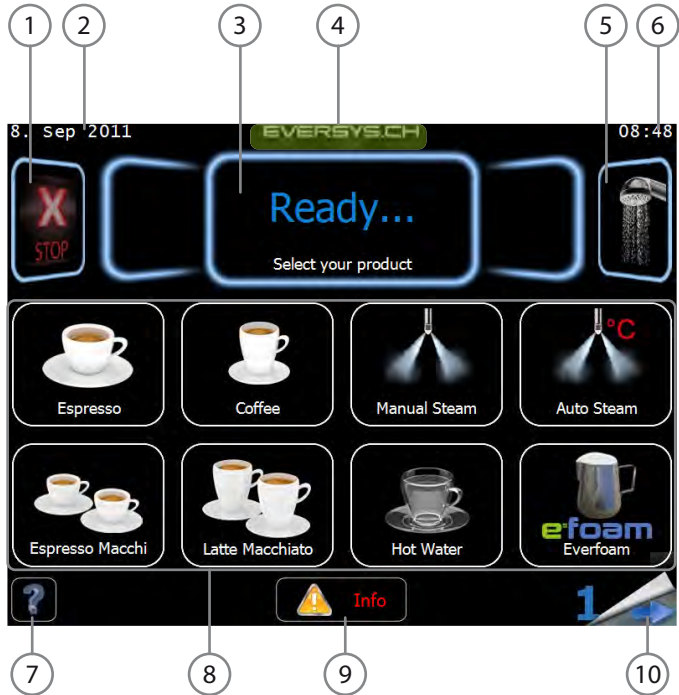 1 2 3 4 5 6
8. Sep 2011 EVERSYS.CH 08:48
X
STOP
Ready...
Select your product
°C
Espresso Coffee Manual Steam Auto Steam
e·foam
Espresso Macchi Latte Macchiato Hot Water Everfoam
? Info 1
7 8 9 10